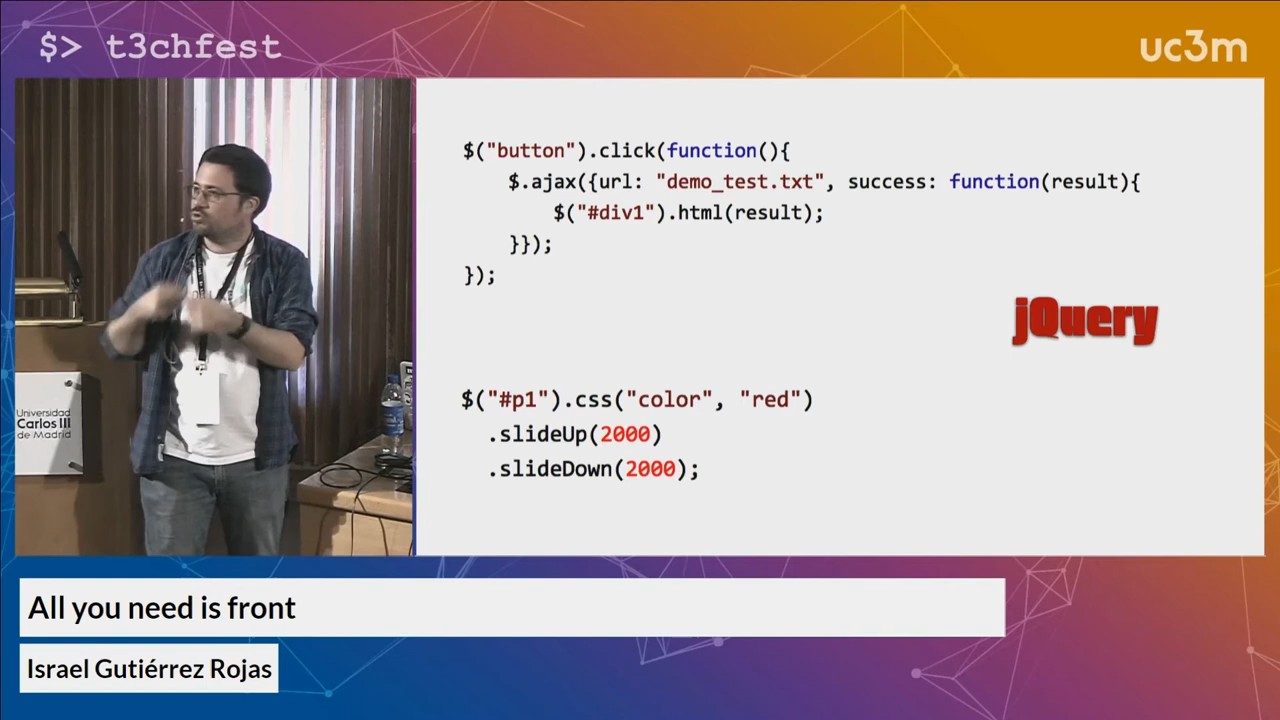 $> t3chfest
uc3m
$("button").click(function(){
$.ajax({url: "demo_test.txt", success: function(result){
$("#div1").html(result);
}});
});
jQuery
$("#p1").css("color", "red")
.slideUp(2000)
.slideDown(2000);
Universidad
Carlos III
de Madrid
All you need is front
Israel Gutiérrez Rojas